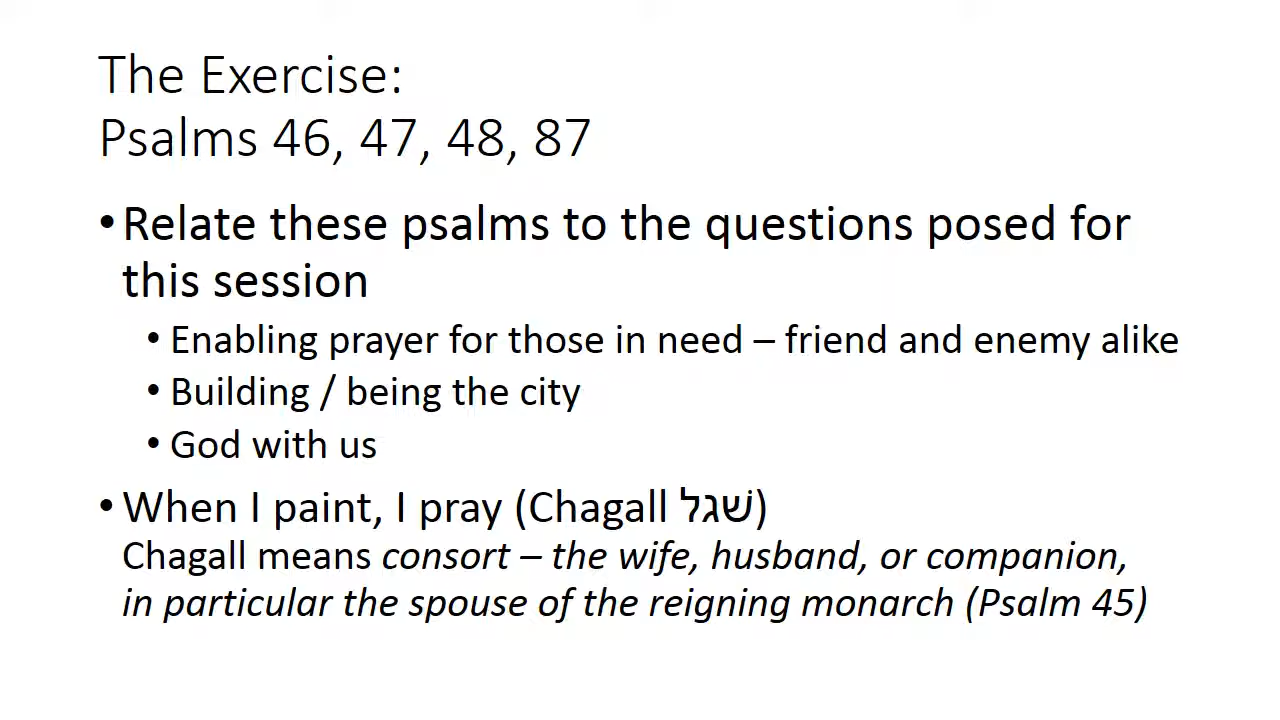 The Exercise:
Psalms 46, 47, 48, 87
• Relate these psalms to the questions posed for
this session
• Enabling prayer for those in need – friend and enemy alike
• Building / being the city
• God with us
• When I paint, I pray (Chagall שׁגל)
Chagall means consort – the wife, husband, or companion,
in particular the spouse of the reigning monarch (Psalm 45)